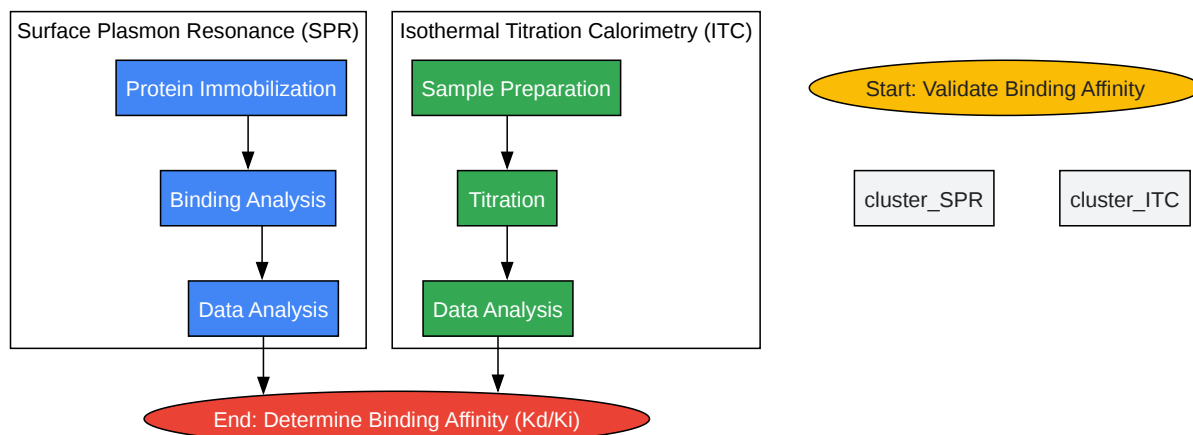 Surface Plasmon Resonance (SPR)
Protein Immobilization
Binding Analysis
Data Analysis
Isothermal Titration Calorimetry (ITC)
Sample Preparation
Titration
Data Analysis
Start: Validate Binding Affinity
cluster_SPR
cluster_ITC
End: Determine Binding Affinity (Kd/Ki)